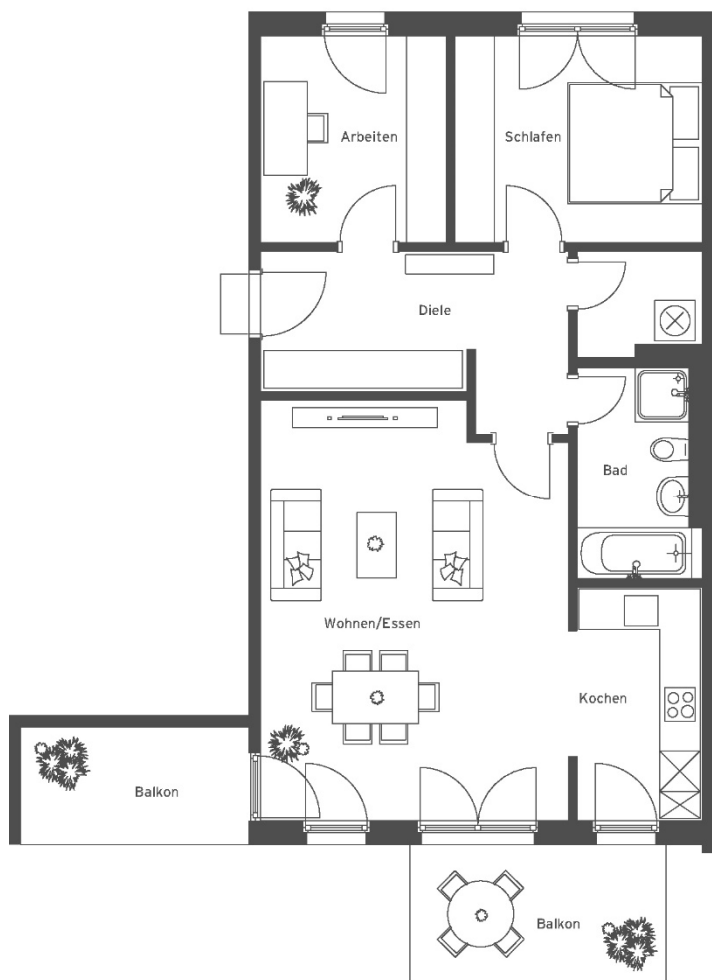 Arbeiten
Schlafen
Diele
Bad
Wohnen/Essen
Kochen
Balkon
Balkon